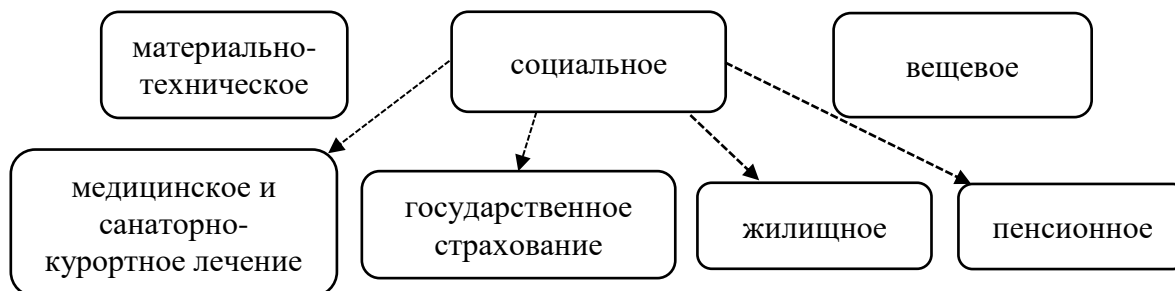 материально-
техническое
социальное
вещевое
медицинское и
санаторно-
курортное лечение
государственное
страхование
жилищное
пенсионное